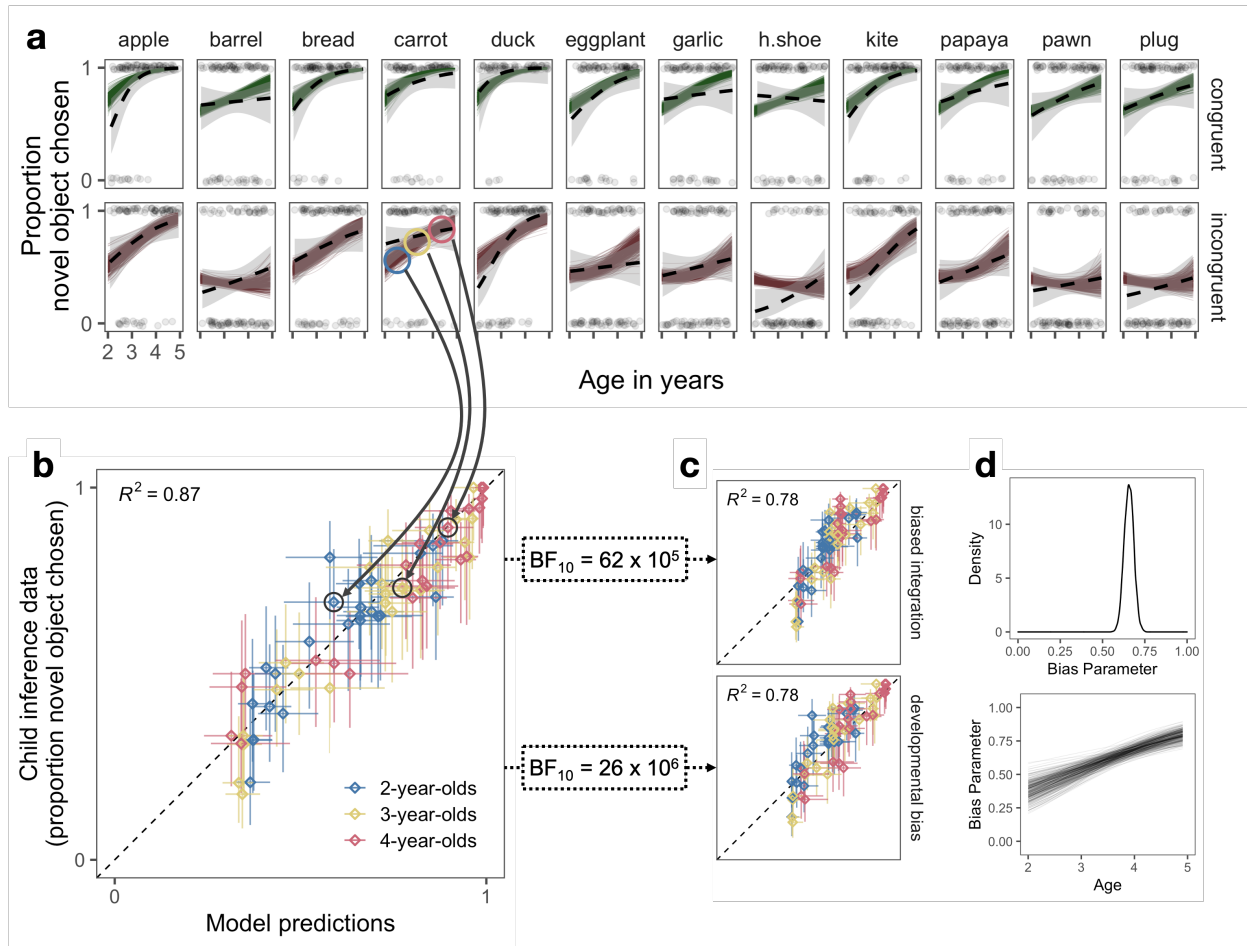 a
apple barrel bread carrot duck eggplant garlic h.shoe kite papaya pawn plug
1
0
congruent
Proportion
novel object chosen
1
0
incongruent
2 3 4 5
Age in years
b
R² = 0.87
1
0
Child inference data
(proportion novel object chosen)
2-year-olds
3-year-olds
4-year-olds
0 1
Model predictions
BF₁₀ = 62 x 10⁵
BF₁₀ = 26 x 10⁶
c
R² = 0.78
biased integration
R² = 0.78
developmental bias
d
Density
10
5
0
0.00 0.25 0.50 0.75 1.00
Bias Parameter
Bias Parameter
1.00
0.75
0.50
0.25
0.00
2 3 4 5
Age